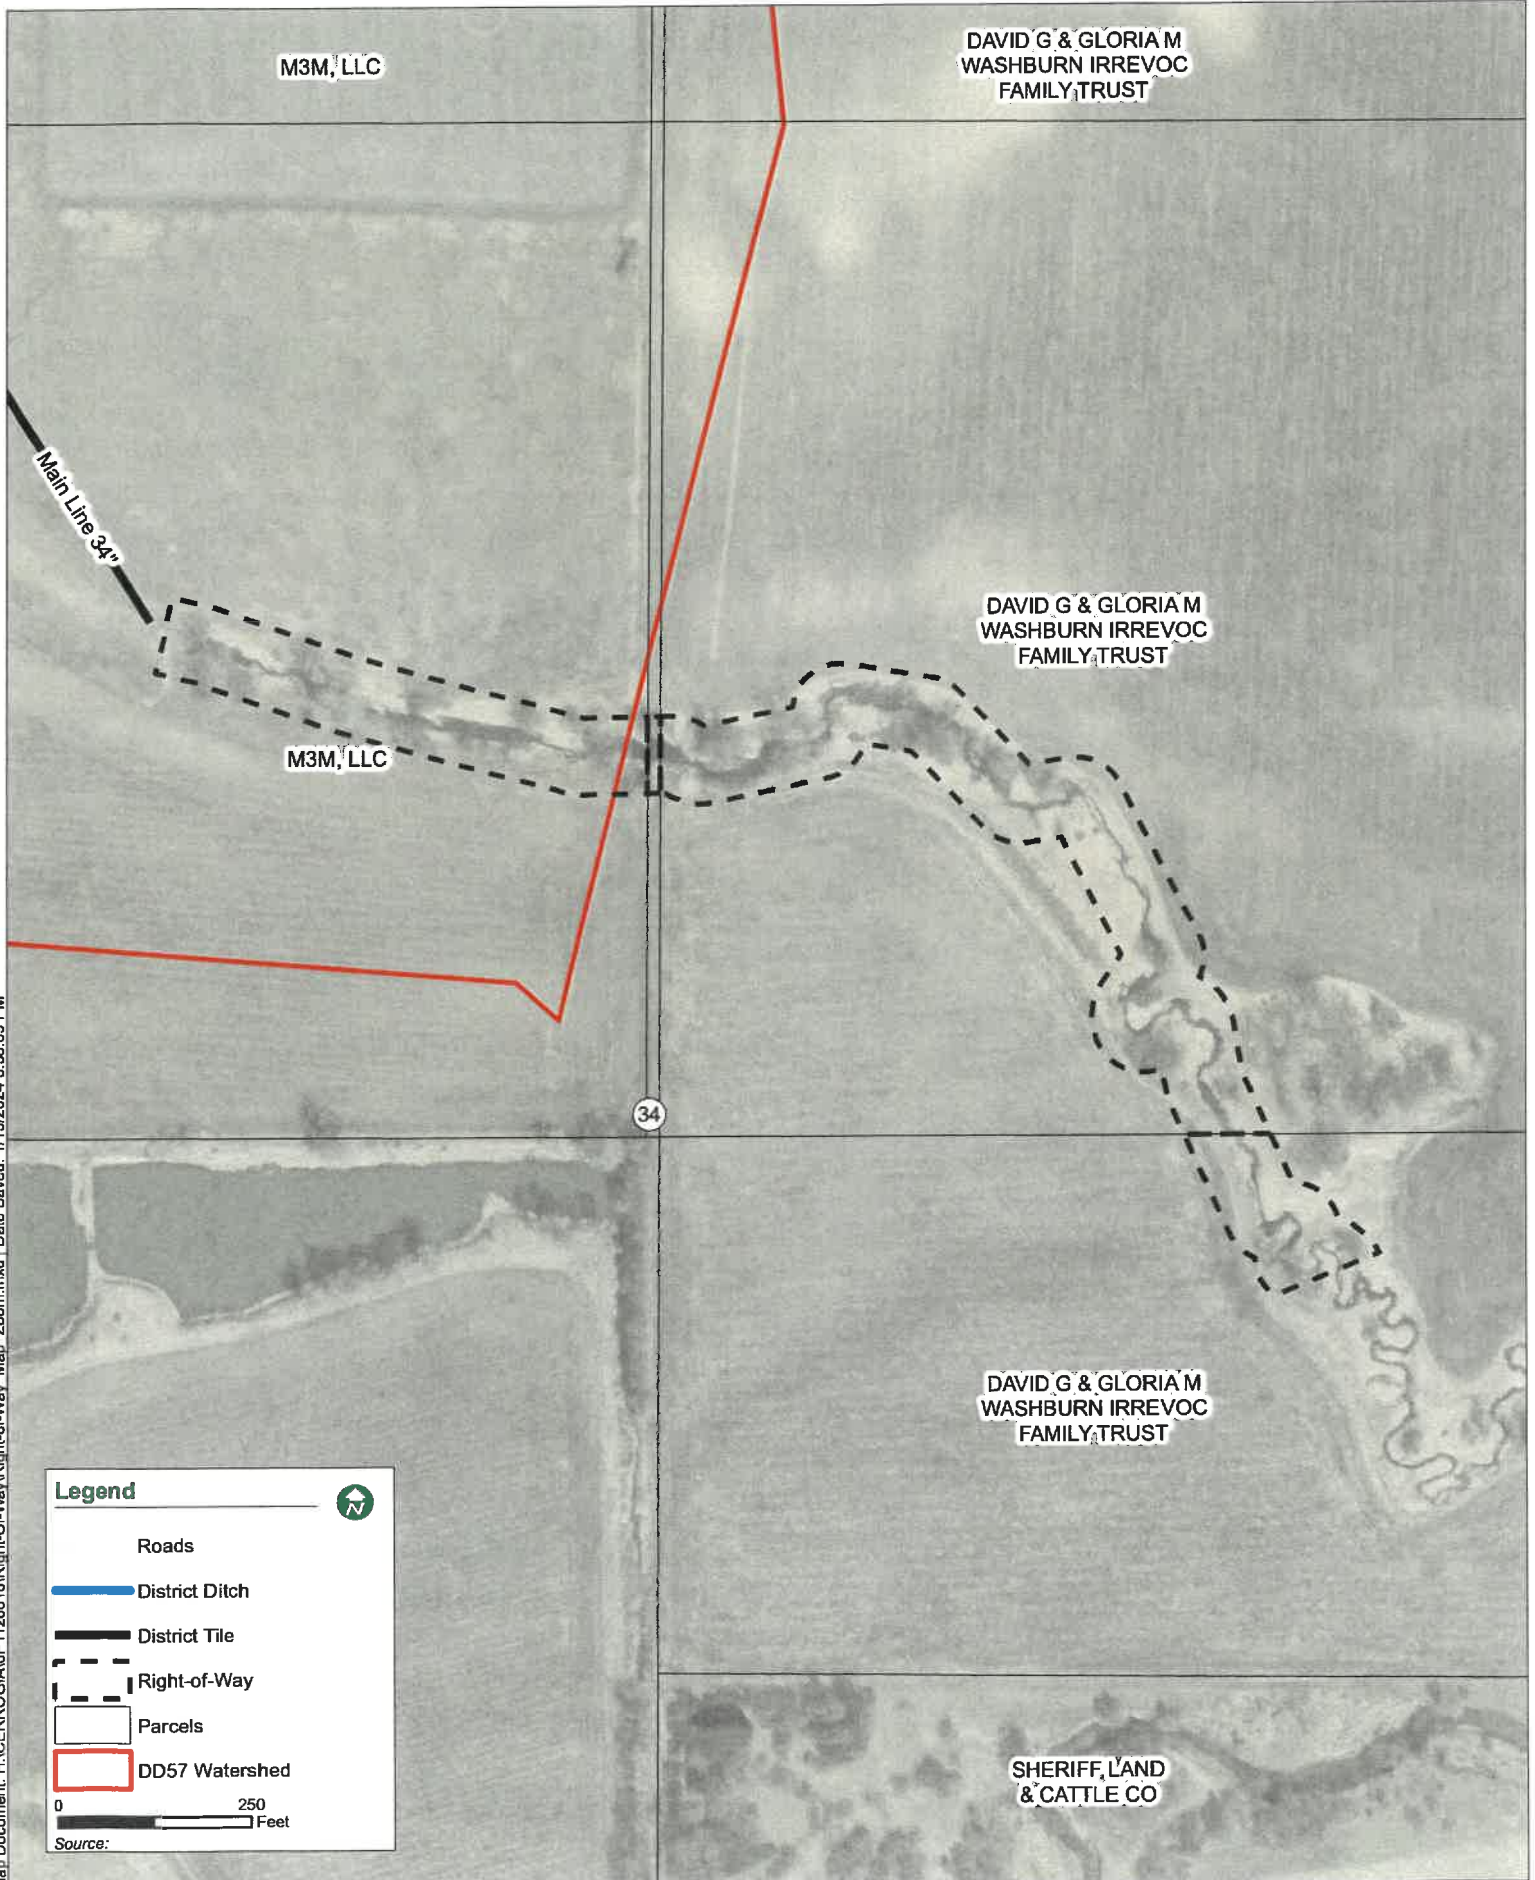 M3M, LLC
DAVID G & GLORIA M
WASHBURN IRREVOC
FAMILY TRUST
Main Line 34"
DAVID G & GLORIA M
WASHBURN IRREVOC
FAMILY TRUST
M3M, LLC
34
DAVID G & GLORIA M
WASHBURN IRREVOC
FAMILY TRUST
Legend
N
Roads
District Ditch
District Tile
Right-of-Way
Parcels
DD57 Watershed
0 250
Feet
Source:
SHERIFF LAND
& CATTLE CO